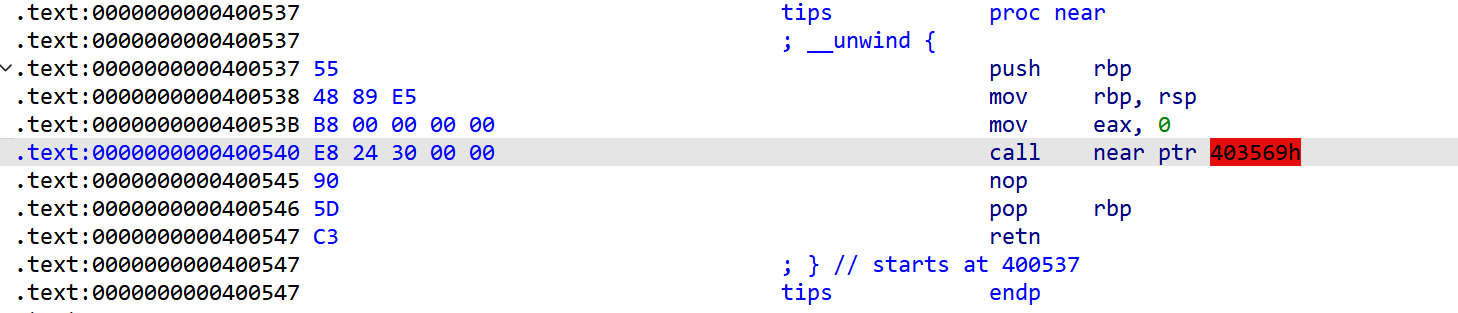 .text:0000000000400537 tips proc near
.text:0000000000400537 ; __unwind {
.text:0000000000400537 55 push rbp
.text:0000000000400538 48 89 E5 mov rbp, rsp
.text:000000000040053B B8 00 00 00 00 mov eax, 0
.text:0000000000400540 E8 24 30 00 00 call near ptr 403569h
.text:0000000000400545 90 nop
.text:0000000000400546 5D pop rbp
.text:0000000000400547 C3 retn
.text:0000000000400547 ; } // starts at 400537
.text:0000000000400547 tips endp